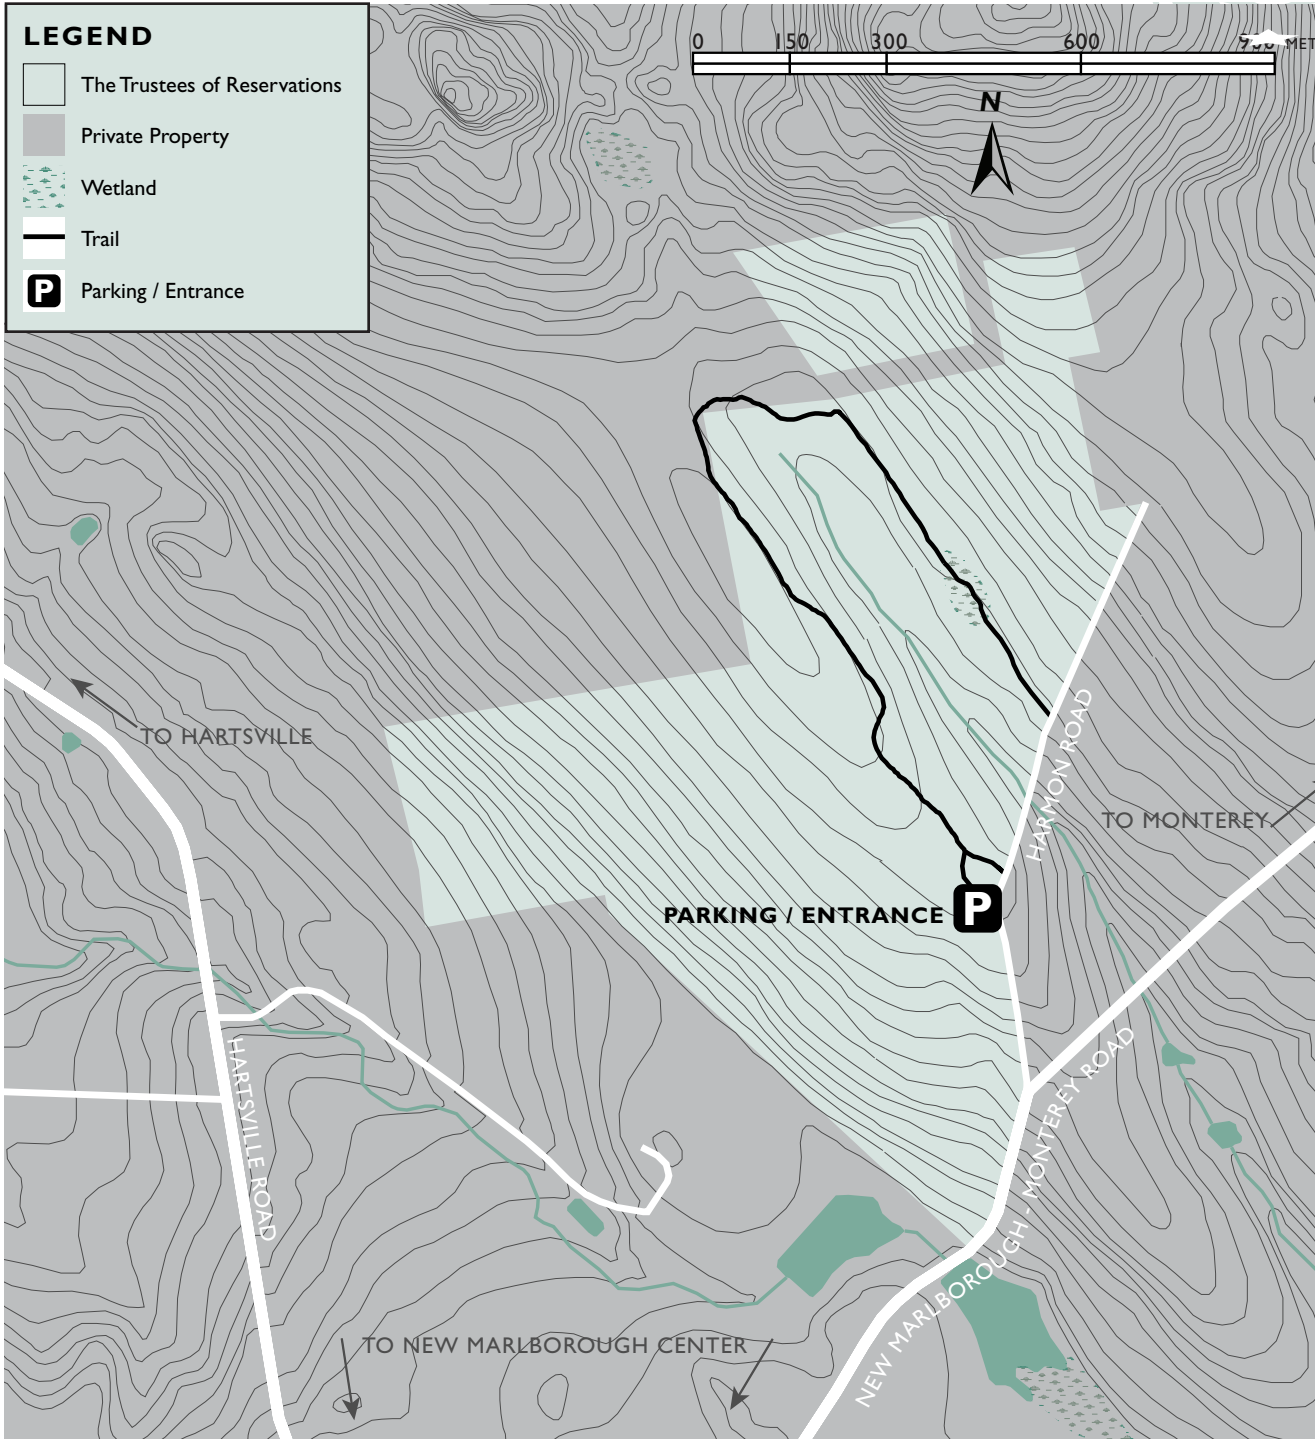 LEGEND
The Trustees of Reservations
Private Property
Wetland
Trail
P
Parking / Entrance
0 150 300 600
N
TO HARTSVILLE
HARMON ROAD
TO MONTEREY
PARKING / ENTRANCE P
HARTSVILLE ROAD
NEW MARLBOROUGH - MONTEREY ROAD
TO NEW MARLBOROUGH CENTER